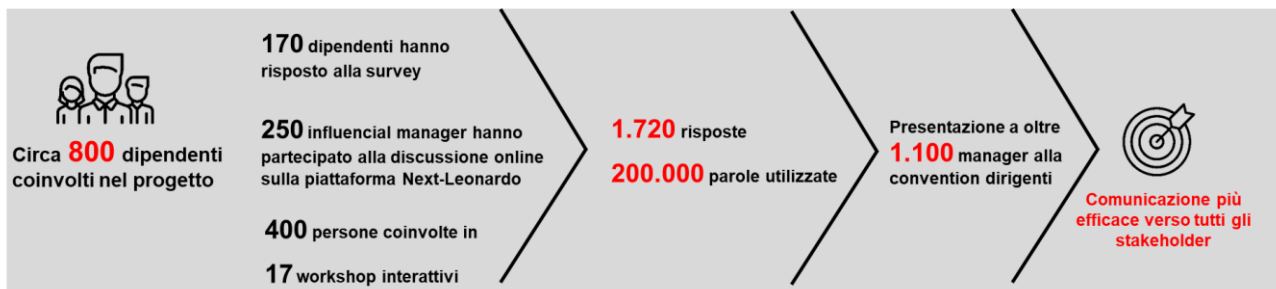 Circa 800 dipendenti
coinvolti nel progetto
170 dipendenti hanno
risposto alla survey
250 influencial manager hanno
partecipato alla discussione online
sulla piattaforma Next-Leonardo
400 persone coinvolte in
17 workshop interattivi
1.720 risposte
200.000 parole utilizzate
Presentazione a oltre
1.100 manager alla
convention dirigenti
Comunicazione più
efficace verso tutti gli
stakeholder